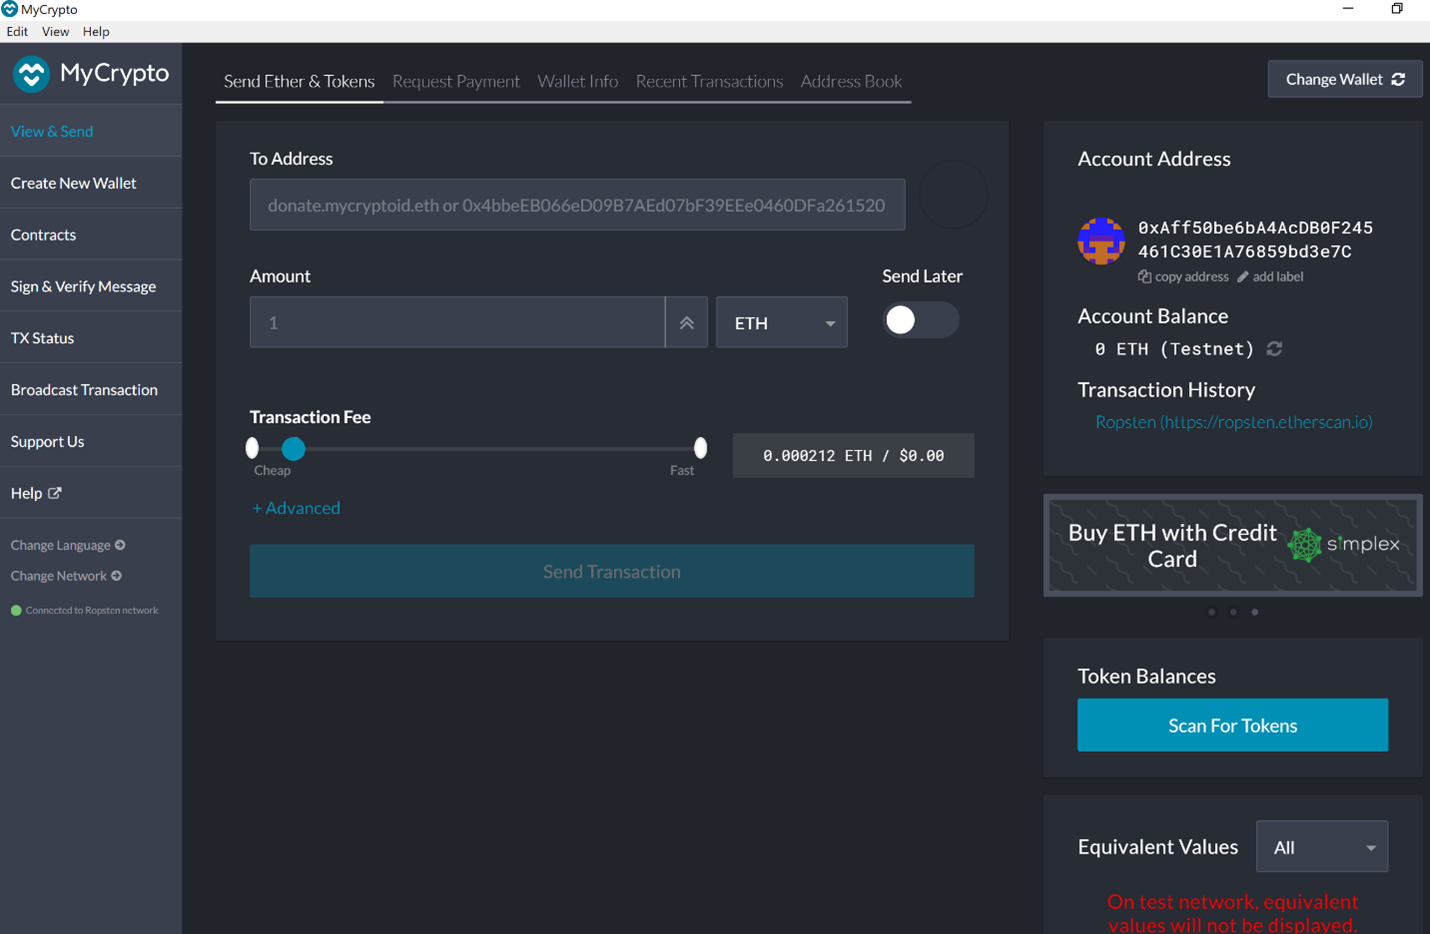 MyCrypto
Edit View Help
MyCrypto
View & Send
Create New Wallet
Contracts
Sign & Verify Message
TX Status
Broadcast Transaction
Support Us
Help
Change Language
Change Network
Connected to Ropsten network
Send Ether & Tokens Request Payment Wallet Info Recent Transactions Address Book
Change Wallet
To Address
donate.mycryptoid.eth or 0x4bbeEB066eD09B7AEd07bF39EEe0460DFa261520
Amount
Send Later
1
ETH
Transaction Fee
Cheap
Fast
0.000212 ETH / $0.00
+ Advanced
Send Transaction
Account Address
0xAff50be6bA4AcDB0F245
461C30E1A76859bd3e7C
copy address add label
Account Balance
0 ETH (Testnet)
Transaction History
Ropsten (https://ropsten.etherscan.io)
Buy ETH with Credit
Card
simplex
Token Balances
Scan For Tokens
Equivalent Values
All
On test network, equivalent
values will not be displayed.